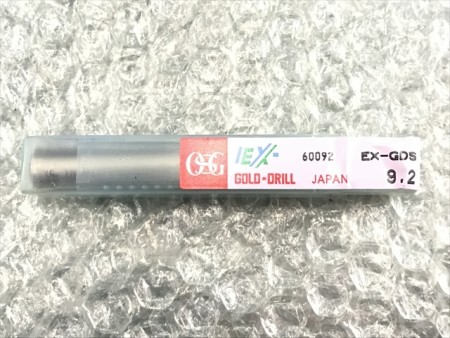 OSG EX- 60092 EX-GDS
GOLD-DRILL JAPAN 9.2